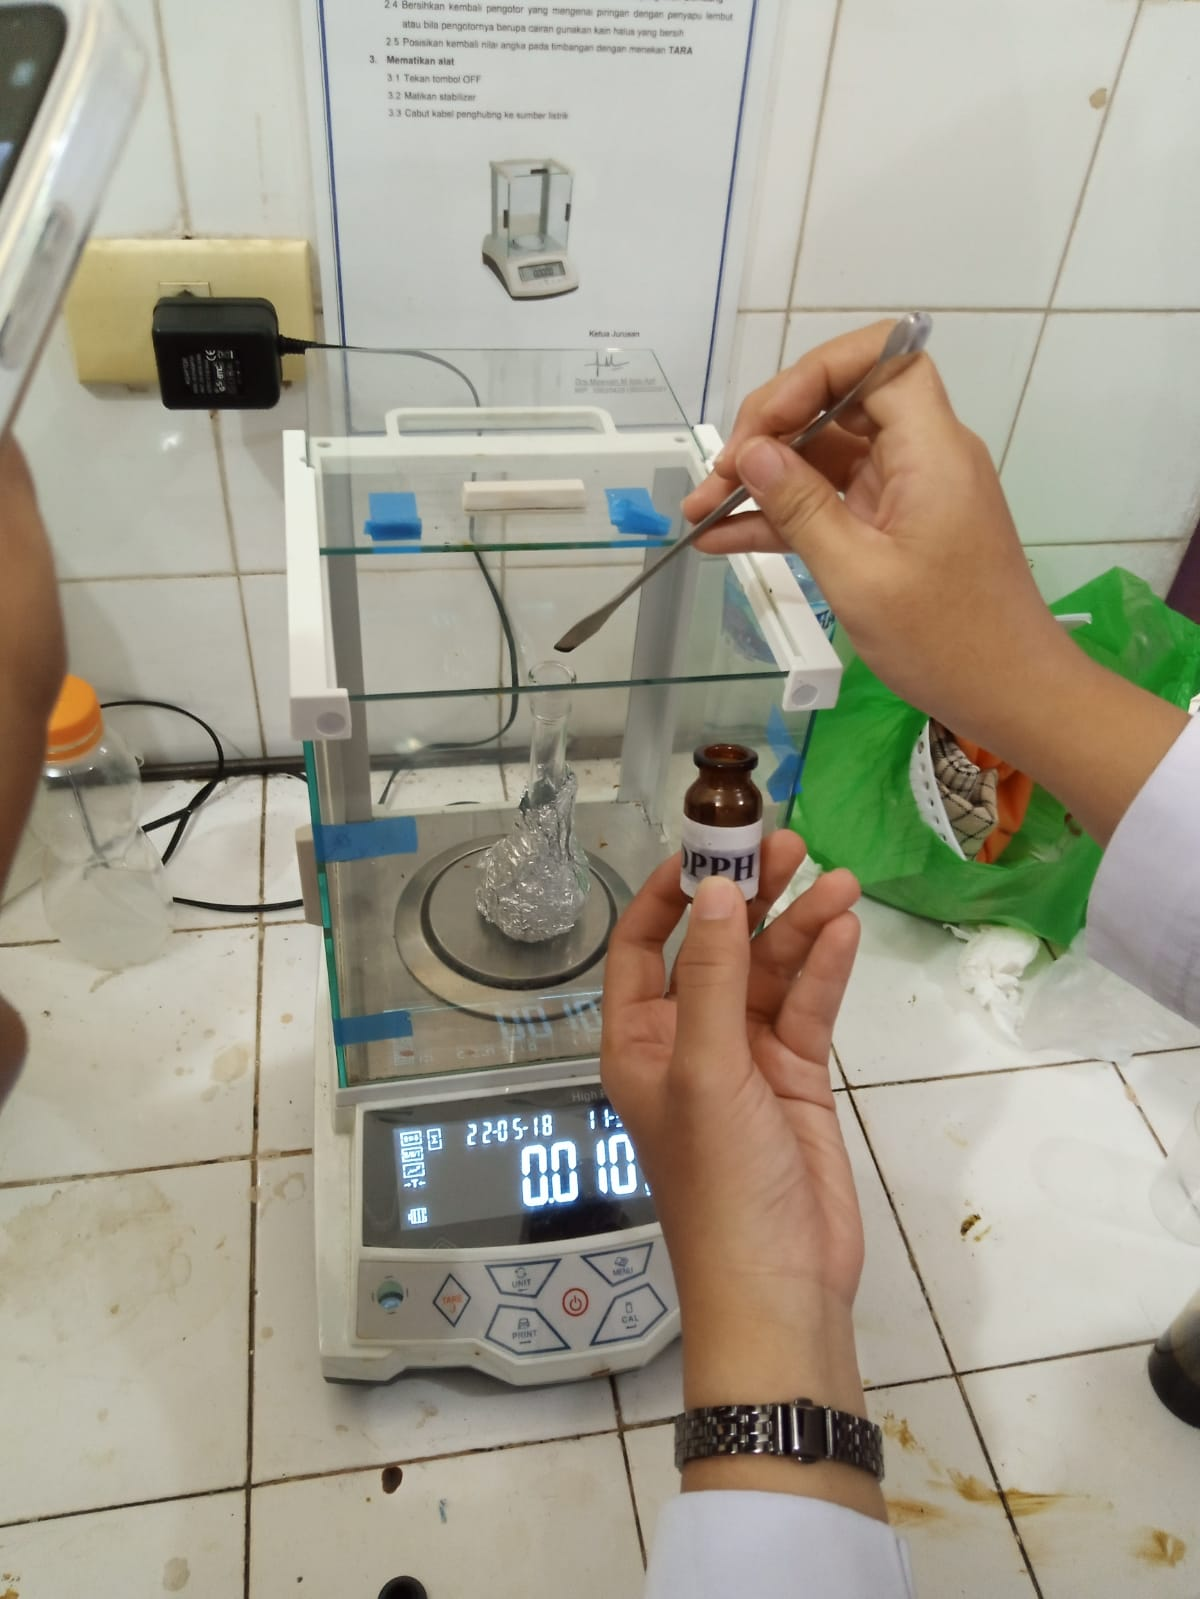 2.4 Bersihkan kembali pengotor yang mengenai piringan dengan penyapu lembut
atau bila pengotornya berupa cairan gunakan kain halus yang bersih
2.5 Posisikan kembali nilai angka pada timbangan dengan menekan TARA
3. Mematikan alat
3.1 Tekan tombol OFF
3.2 Matikan stabilizer
3.3 Cabut kabel penghubng ke sumber listrik
Ketua Jurusan
DPPH
High
22-05-18 11:
0.010
TARE
UNIT
MENU
PRINT
CAL